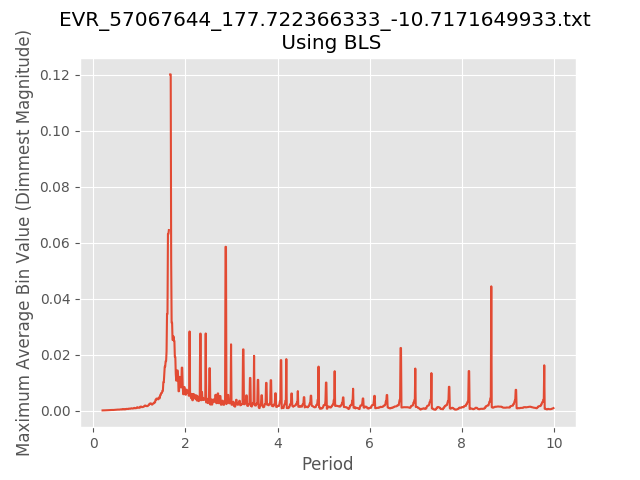 EVR_57067644_177.722366333_-10.7171649933.txt
Using BLS
Maximum Average Bin Value (Dimmest Magnitude)
0.12
0.10
0.08
0.06
0.04
0.02
0.00
0 2 4 6 8 10
Period